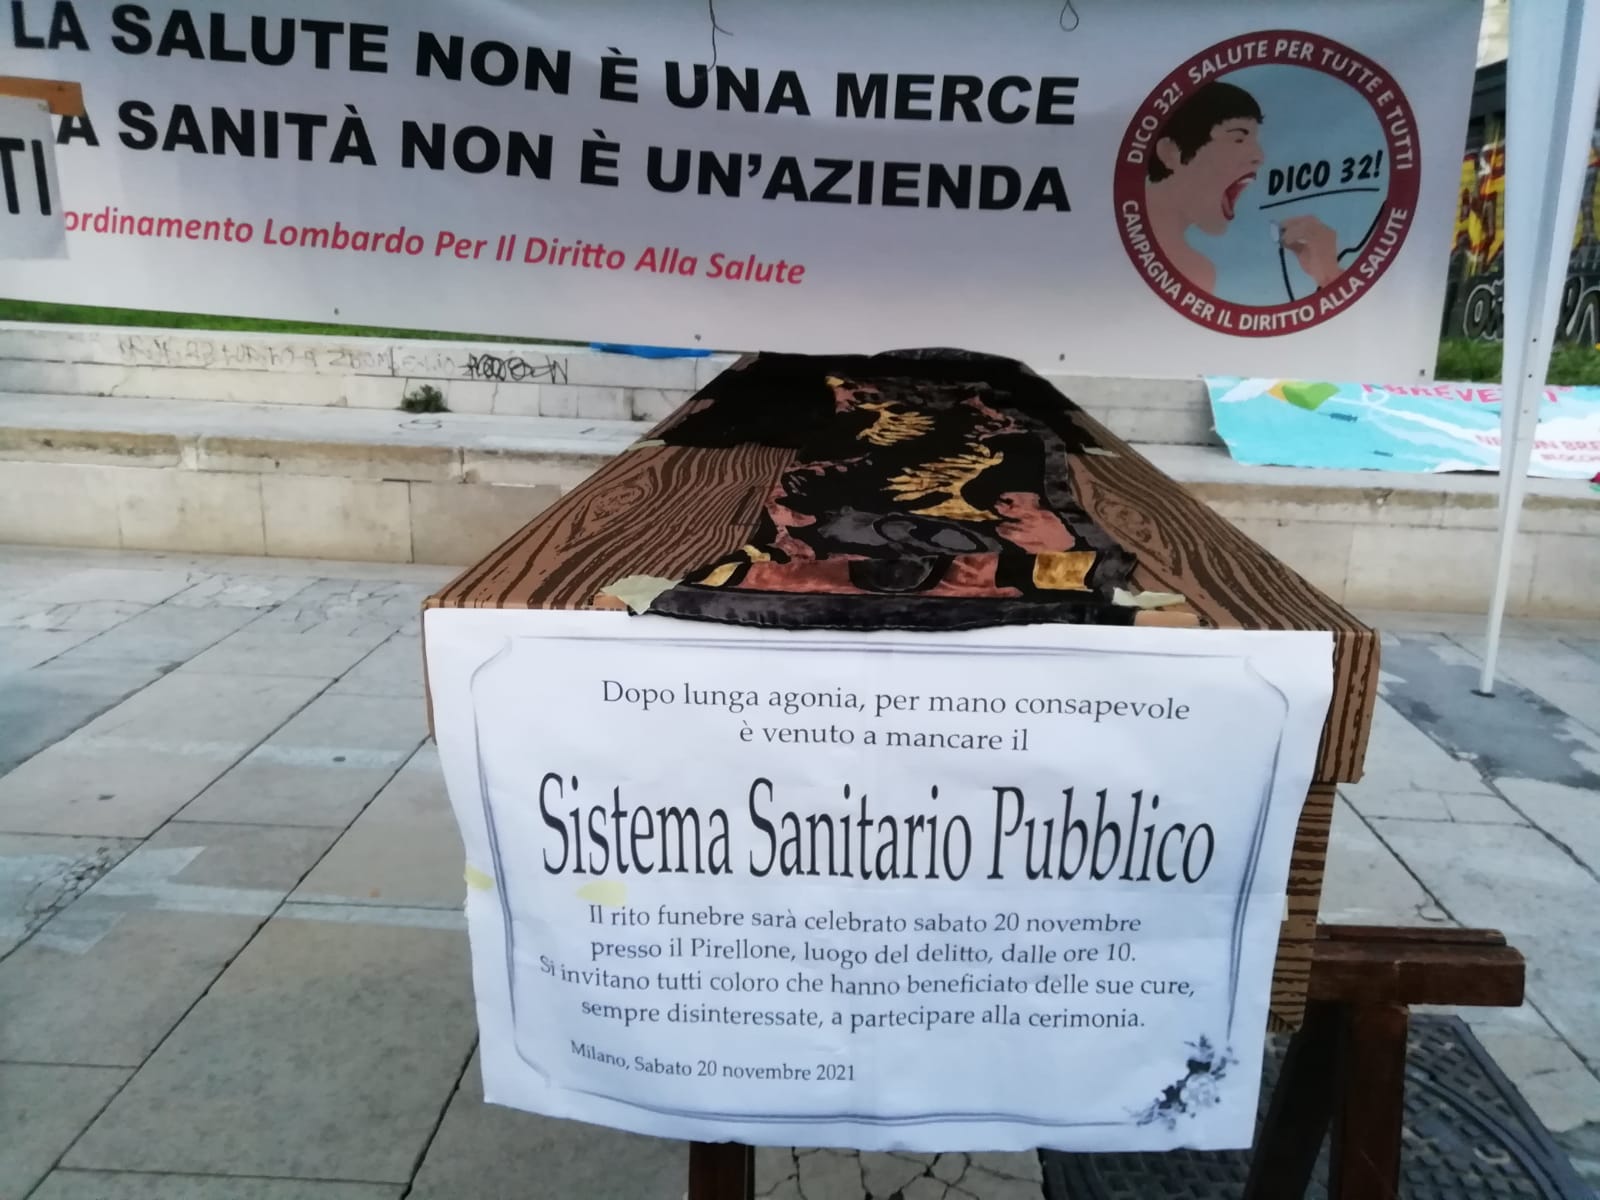 LA SALUTE NON È UNA MERCE
A SANITÀ NON È UN'AZIENDA
TI
ordinamento Lombardo Per Il Diritto Alla Salute
DICO 32! SALUTE PER TUTTE E TUTTI
DICO 32!
CAMPAGNA PER IL DIRITTO ALLA SALUTE
Dopo lunga agonia, per mano consapevole
è venuto a mancare il
Sistema Sanitario Pubblico
Il rito funebre sarà celebrato sabato 20 novembre
presso il Pirellone, luogo del delitto, dalle ore 10.
Si invitano tutti coloro che hanno beneficiato delle sue cure,
sempre disinteressate, a partecipare alla cerimonia.
Milano, Sabato 20 novembre 2021